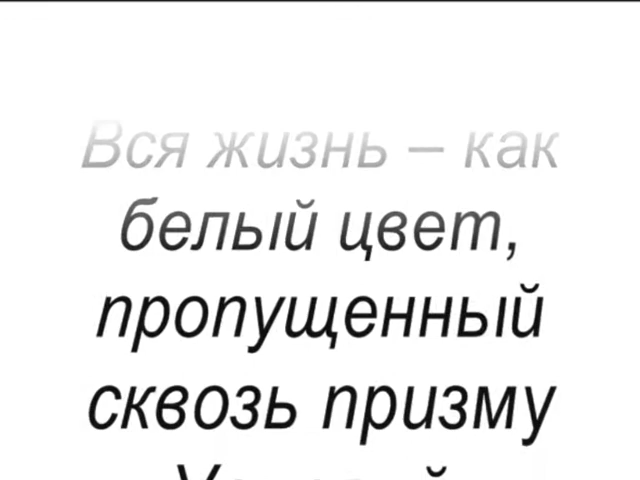 Вся жизнь – как
белый цвет,
пропущенный
сквозь призму